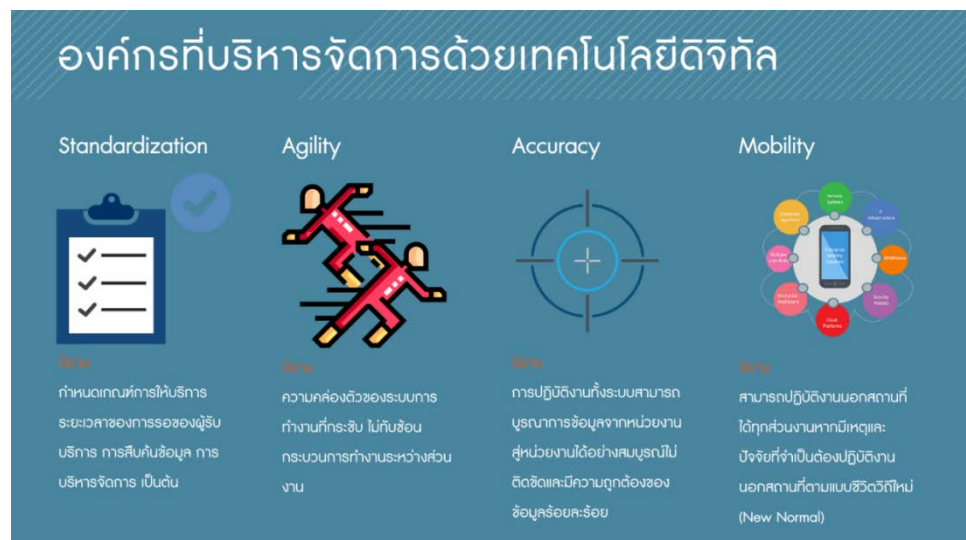 องค์กรที่บริหารจัดการด้วยเทคโนโลยีดิจิทัล
Standardization
นิยาม
กำหนดเกณฑ์การให้บริการ
ระยะเวลาของการรอของผู้รับ
บริการ การสืบค้นข้อมูล การ
บริหารจัดการ เป็นต้น
Agility
นิยาม
ความคล่องตัวของระบบการ
ทำงานที่กระชับ ไม่ทับซ้อน
กระบวนการทำงานระหว่างส่วน
งาน
Accuracy
นิยาม
การปฏิบัติงานทั้งระบบสามารถ
บูรณาการข้อมูลจากหน่วยงาน
สู่หน่วยงานได้อย่างสมบูรณ์ไม่
ติดขัดและมีความถูกต้องของ
ข้อมูลร้อยละร้อย
Mobility
นิยาม
สามารถปฏิบัติงานนอกสถานที่
ได้ทุกส่วนงานหากมีเหตุและ
ปัจจัยที่จำเป็นต้องปฏิบัติงาน
นอกสถานที่ตามแบบชีวิตวิถีใหม่
(New Normal)